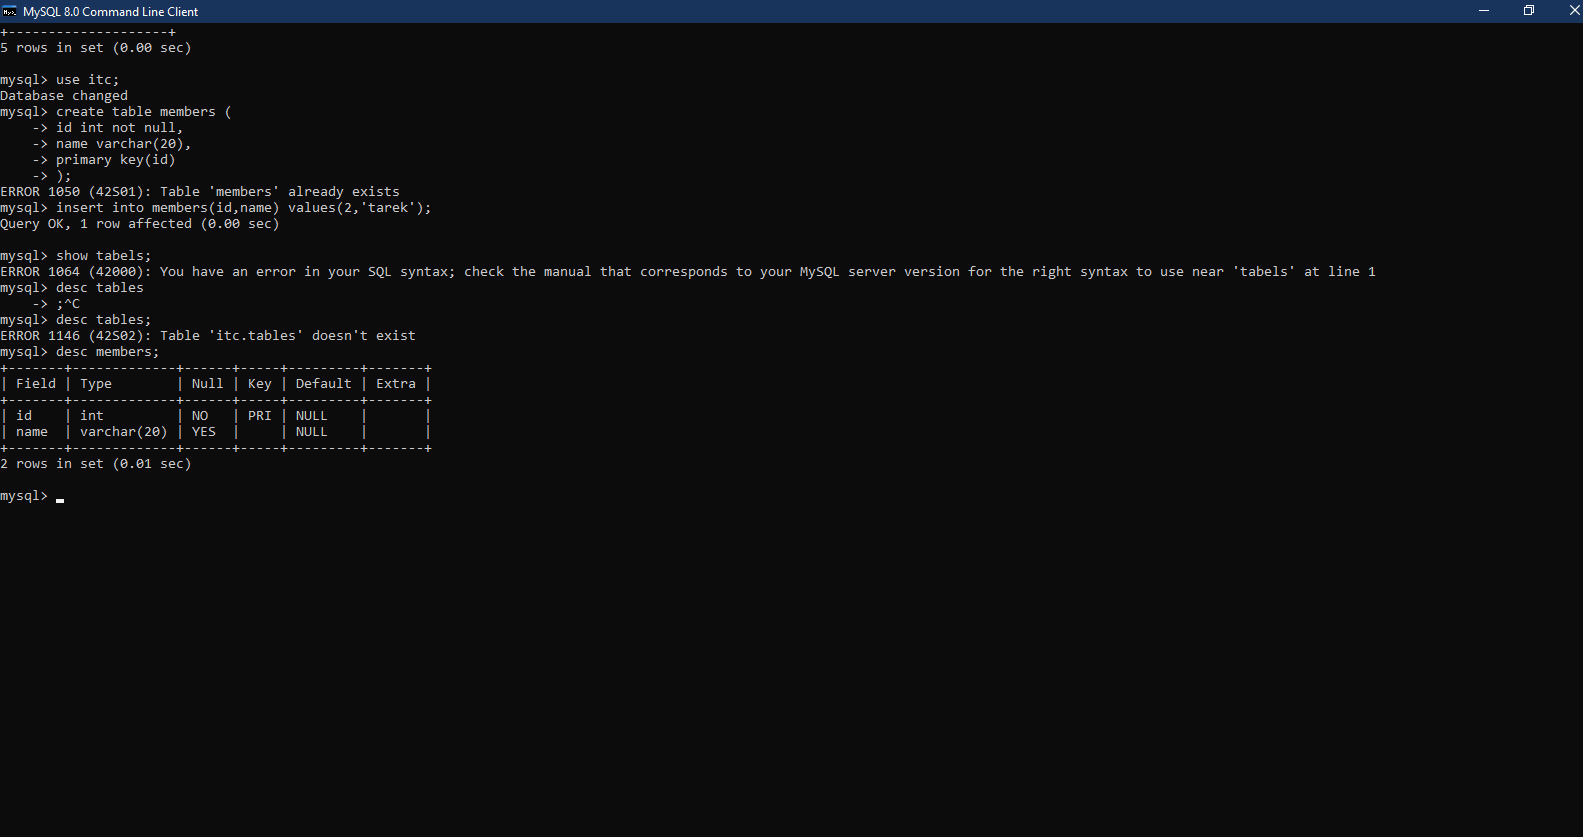 MySQL 8.0 Command Line Client
+--------------------+
5 rows in set (0.00 sec)
mysql> use itc;
Database changed
mysql> create table members (
    -> id int not null,
    -> name varchar(20),
    -> primary key(id)
    -> );
ERROR 1050 (42S01): Table 'members' already exists
mysql> insert into members(id,name) values(2,'tarek');
Query OK, 1 row affected (0.00 sec)
mysql> show tabels;
ERROR 1064 (42000): You have an error in your SQL syntax; check the manual that corresponds to your MySQL server version for the right syntax to use near 'tabels' at line 1
mysql> desc tables
    -> ;^C
mysql> desc tables;
ERROR 1146 (42S02): Table 'itc.tables' doesn't exist
mysql> desc members;
+-------+-------------+------+-----+---------+-------+
| Field | Type        | Null | Key | Default | Extra |
+-------+-------------+------+-----+---------+-------+
| id    | int         | NO   | PRI | NULL    |       |
| name  | varchar(20) | YES  |     | NULL    |       |
+-------+-------------+------+-----+---------+-------+
2 rows in set (0.01 sec)
mysql> _